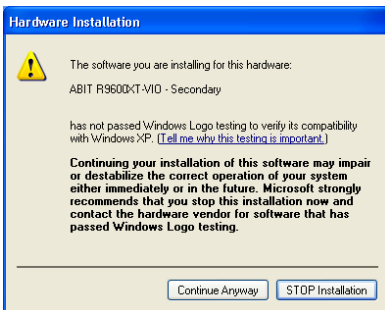 Hardware Installation
The software you are installing for this hardware:
ABIT R9600XT-VIO - Secondary
has not passed Windows Logo testing to verify its compatibility
with Windows XP. (Tell me why this testing is important.)
Continuing your installation of this software may impair
or destabilize the correct operation of your system
either immediately or in the future. Microsoft strongly
recommends that you stop this installation now and
contact the hardware vendor for software that has
passed Windows Logo testing.
Continue Anyway
STOP Installation